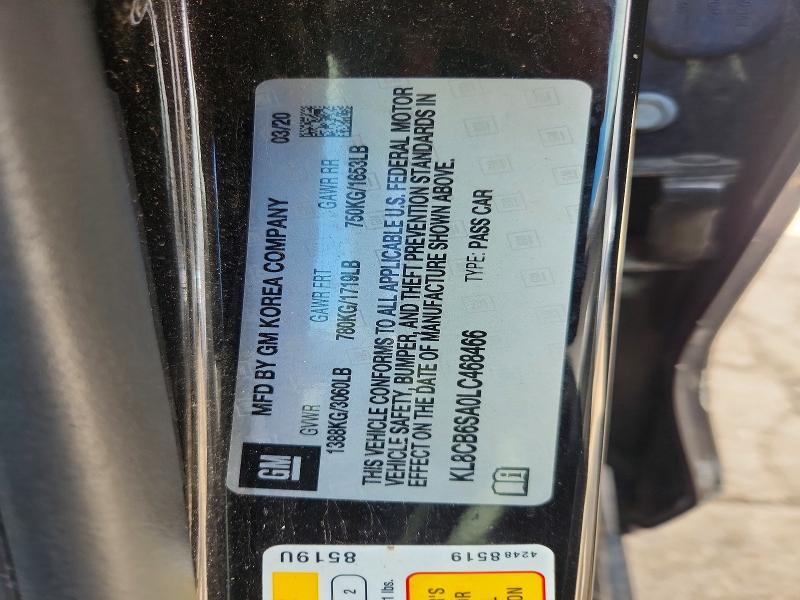 GM
MFD BY GM KOREA COMPANY 03/20
GVWR GAWR FRT GAWR RR
1388KG/3060LB 780KG/1719LB 750KG/1653LB
THIS VEHICLE CONFORMS TO ALL APPLICABLE U.S. FEDERAL MOTOR
VEHICLE SAFETY, BUMPER, AND THEFT PREVENTION STANDARDS IN
EFFECT ON THE DATE OF MANUFACTURE SHOWN ABOVE.
KL8CB6SA0LC468466 TYPE: PASS CAR
8519U
42488519
2